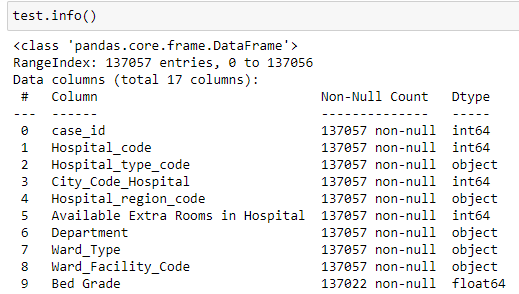 test.info()
<class 'pandas.core.frame.DataFrame'>
RangeIndex: 137057 entries, 0 to 137056
Data columns (total 17 columns):
 #   Column                             Non-Null Count   Dtype
---  ------                             --------------   -----
 0   case_id                            137057 non-null  int64
 1   Hospital_code                      137057 non-null  int64
 2   Hospital_type_code                 137057 non-null  object
 3   City_Code_Hospital                 137057 non-null  int64
 4   Hospital_region_code               137057 non-null  object
 5   Available Extra Rooms in Hospital  137057 non-null  int64
 6   Department                         137057 non-null  object
 7   Ward_Type                          137057 non-null  object
 8   Ward_Facility_Code                 137057 non-null  object
 9   Bed Grade                          137022 non-null  float64